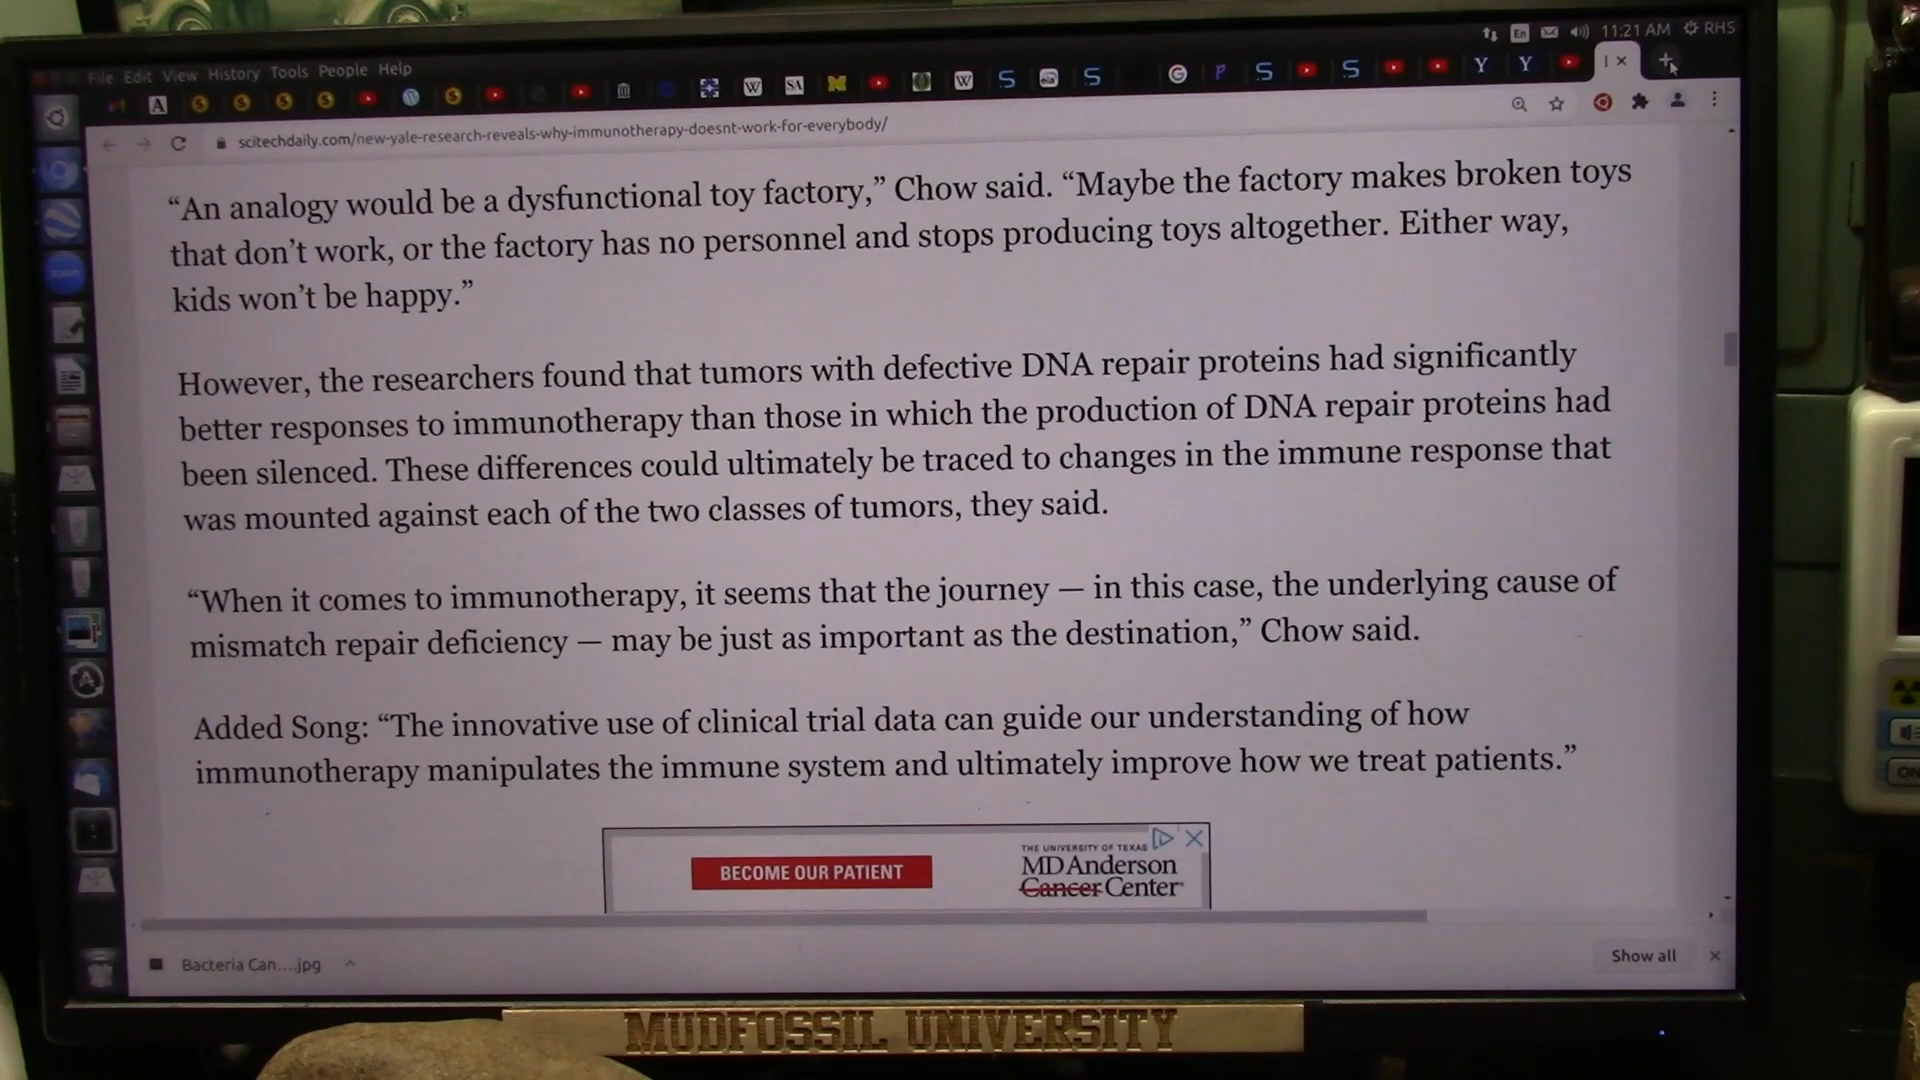 11:21 AM RHS
En
File Edit View History Tools People Help
scitechdaily.com/new-yale-research-reveals-why-immunotherapy-doesnt-work-for-everybody/
“An analogy would be a dysfunctional toy factory,” Chow said. “Maybe the factory makes broken toys
that don’t work, or the factory has no personnel and stops producing toys altogether. Either way,
kids won’t be happy.”
However, the researchers found that tumors with defective DNA repair proteins had significantly
better responses to immunotherapy than those in which the production of DNA repair proteins had
been silenced. These differences could ultimately be traced to changes in the immune response that
was mounted against each of the two classes of tumors, they said.
“When it comes to immunotherapy, it seems that the journey — in this case, the underlying cause of
mismatch repair deficiency — may be just as important as the destination,” Chow said.
Added Song: “The innovative use of clinical trial data can guide our understanding of how
immunotherapy manipulates the immune system and ultimately improve how we treat patients.”
BECOME OUR PATIENT
THE UNIVERSITY OF TEXAS
MD Anderson
Cancer Center
Bacteria Can....jpg
Show all
MUDFOSSIL UNIVERSITY
zoom
ON